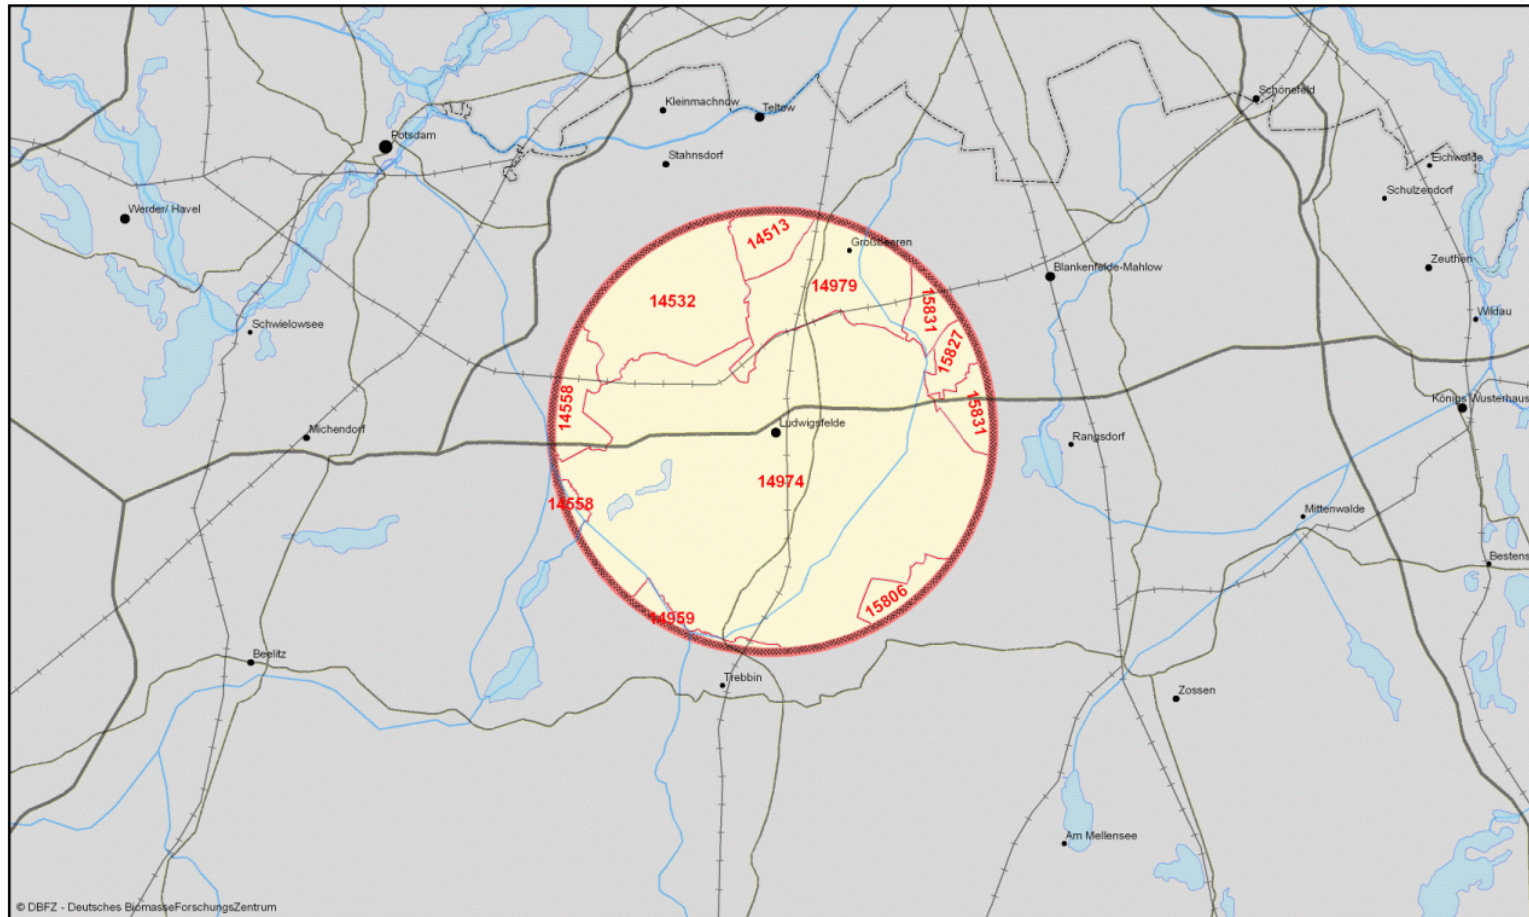 Schönefeld
Kleinmachnow
Teltow
Potsdam
Stahnsdorf
Eichwalde
Schulzendorf
Werder/ Havel
14513
Großbeeren
Zeuthen
Blankenfelde-Mahlow
14979
14532
15831
Wildau
Schwielowsee
15827
Königs Wusterhaus
14558
15831
Ludwigsfelde
Michendorf
Rangsdorf
14974
14558
Mittenwalde
Bestens
15806
14959
Beelitz
Trebbin
Zossen
Am Mellensee
© DBFZ - Deutsches BiomasseForschungsZentrum